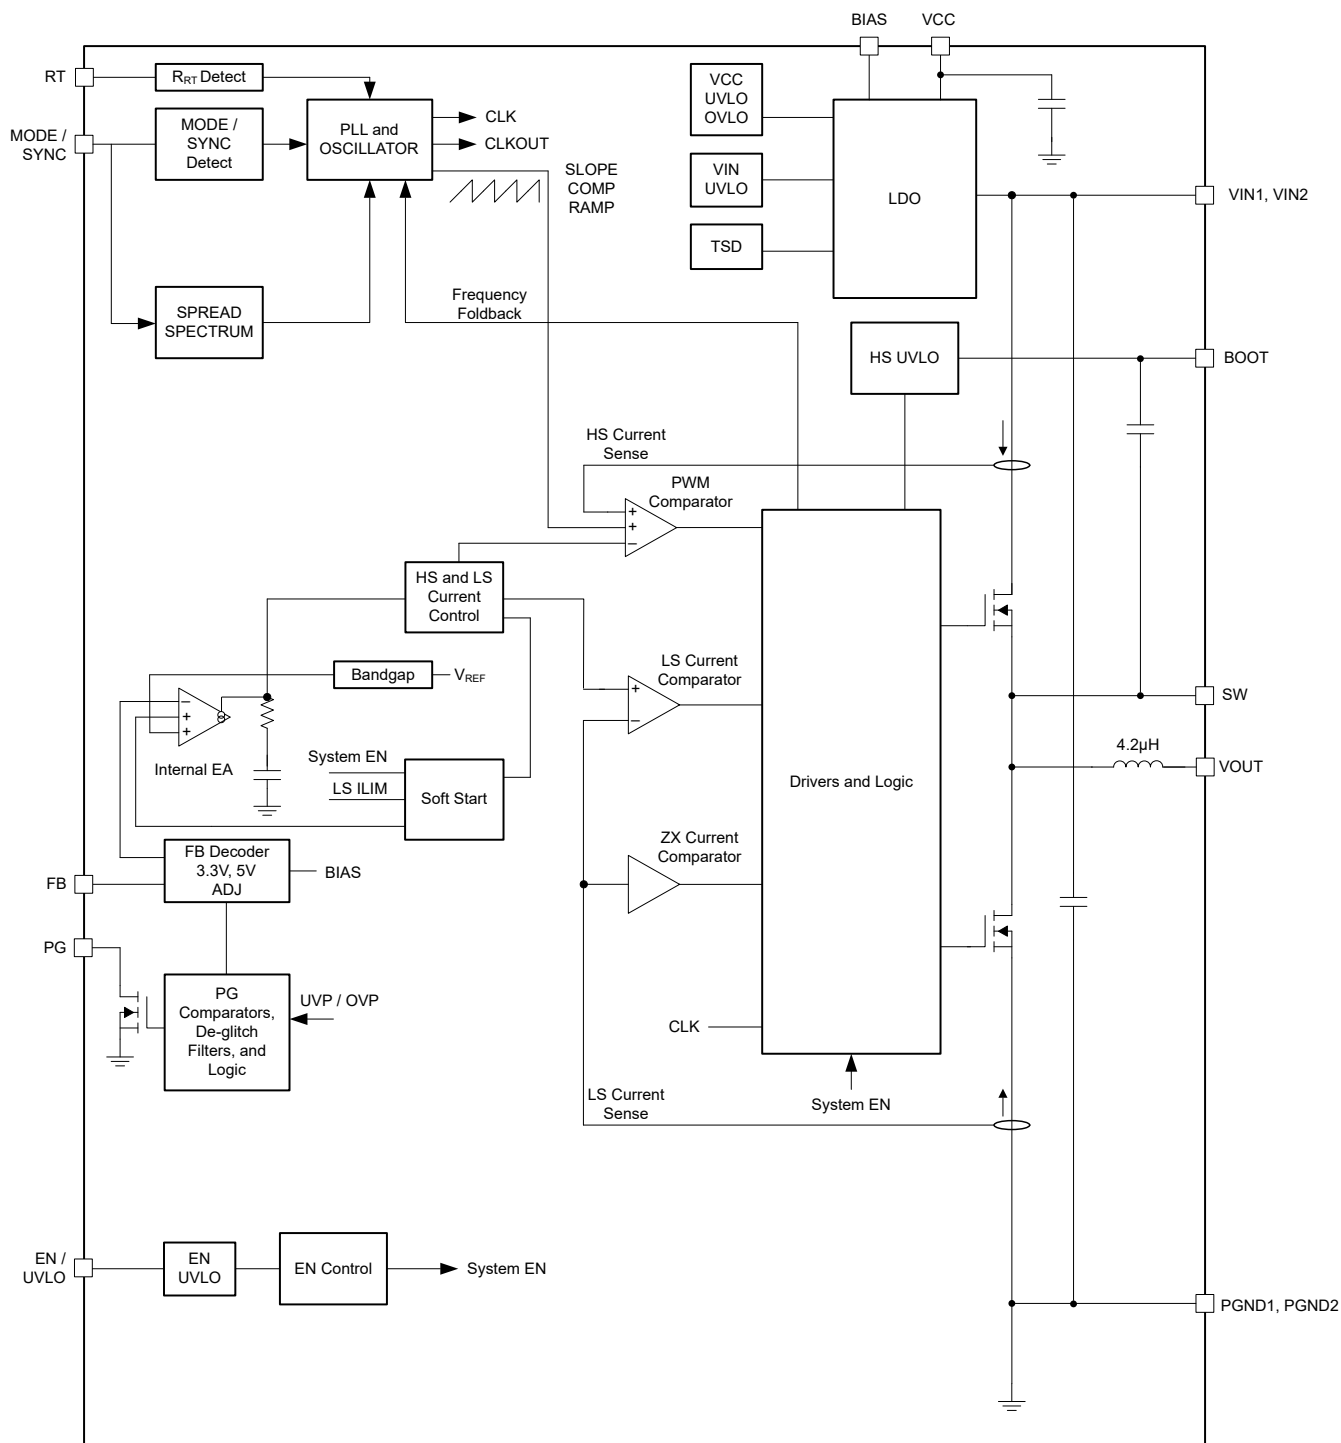 BIAS
VCC
RT
RRT Detect
MODE /
SYNC
MODE /
SYNC
Detect
PLL and
OSCILLATOR
CLK
CLKOUT
SLOPE
COMP
RAMP
VCC
UVLO
OVLO
VIN
UVLO
TSD
LDO
VIN1, VIN2
SPREAD
SPECTRUM
Frequency
Foldback
HS UVLO
BOOT
HS Current
Sense
PWM
Comparator
+
+
–
HS and LS
Current
Control
Bandgap
VREF
LS Current
Comparator
+
–
–
+
+
Internal EA
SW
4.2µH
VOUT
System EN
LS ILIM
Soft Start
Drivers and Logic
FB Decoder
3.3V, 5V
ADJ
BIAS
FB
ZX Current
Comparator
PG
PG
Comparators,
De-glitch
Filters, and
Logic
UVP / OVP
CLK
System EN
LS Current
Sense
EN /
UVLO
EN
UVLO
EN Control
System EN
PGND1, PGND2